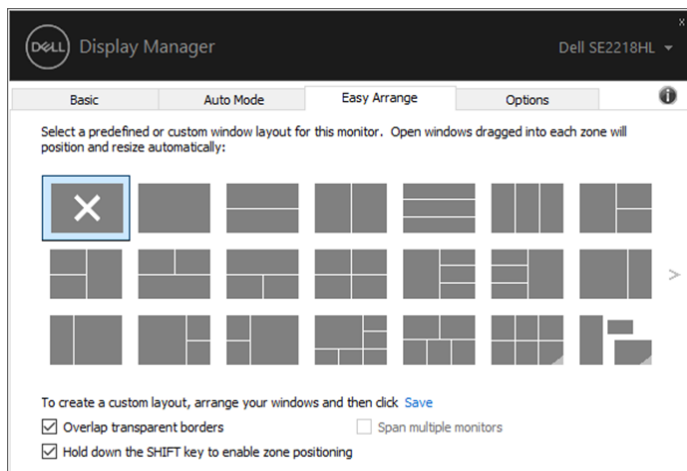 x
DELL Display Manager Dell SE2218HL
Basic Auto Mode Easy Arrange Options i
Select a predefined or custom window layout for this monitor. Open windows dragged into each zone will
position and resize automatically:
To create a custom layout, arrange your windows and then click Save
Overlap transparent borders Span multiple monitors
Hold down the SHIFT key to enable zone positioning